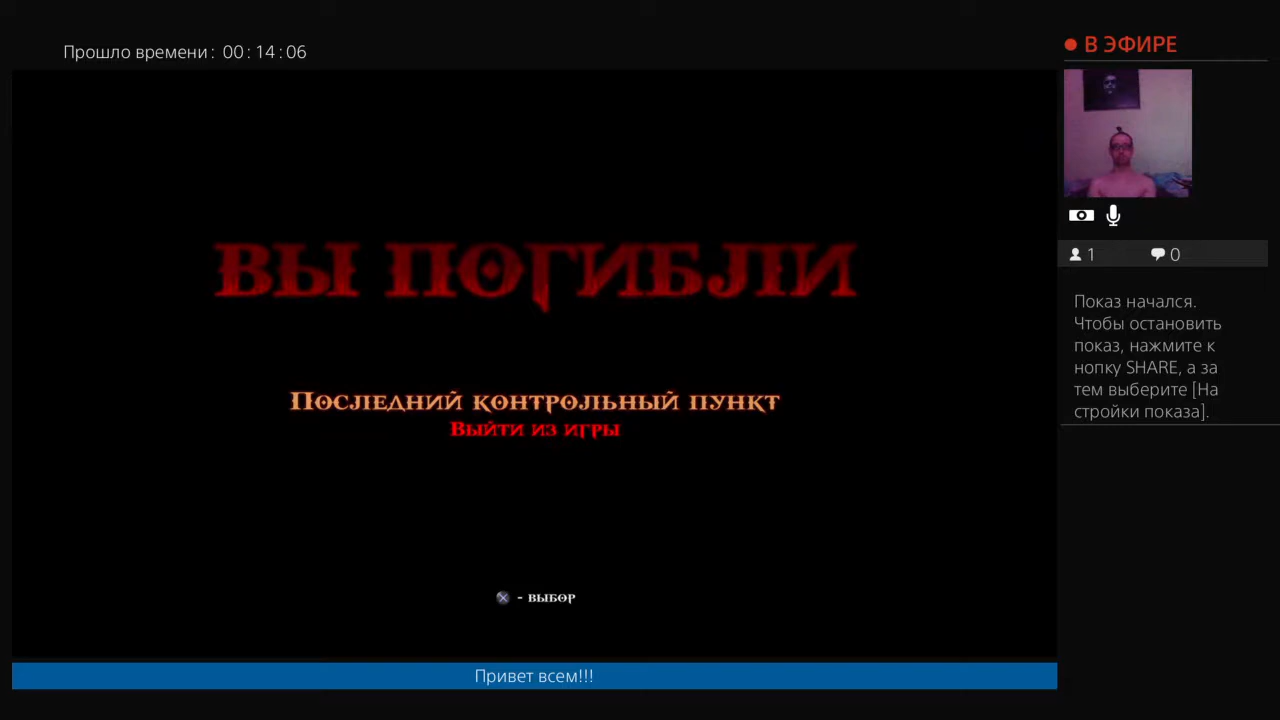 Прошло времени: 00:14:06
В ЭФИРЕ
ВЫ ПОГИБЛИ
Последний контрольный пункт
Выйти из игры
- выбор
1
0
Показ начался.
Чтобы остановить
показ, нажмите к
нопку SHARE, а за
тем выберите [На
стройки показа].
Привет всем!!!